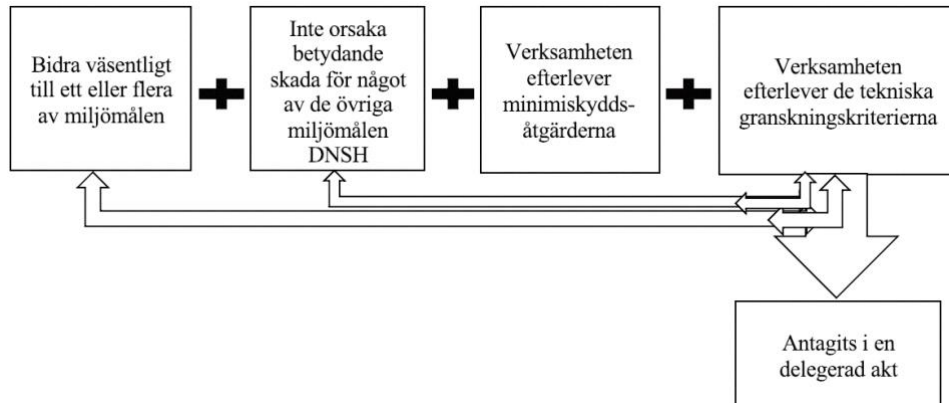 Bidra väsentligt
till ett eller flera
av miljömålen
Inte orsaka
betydande
skada för något
av de övriga
miljömålen
DNSH
Verksamheten
efterlever
minimiskydds-
åtgärderna
Verksamheten
efterlever de tekniska
granskningskriterierna
Antagits i en
delegerad akt